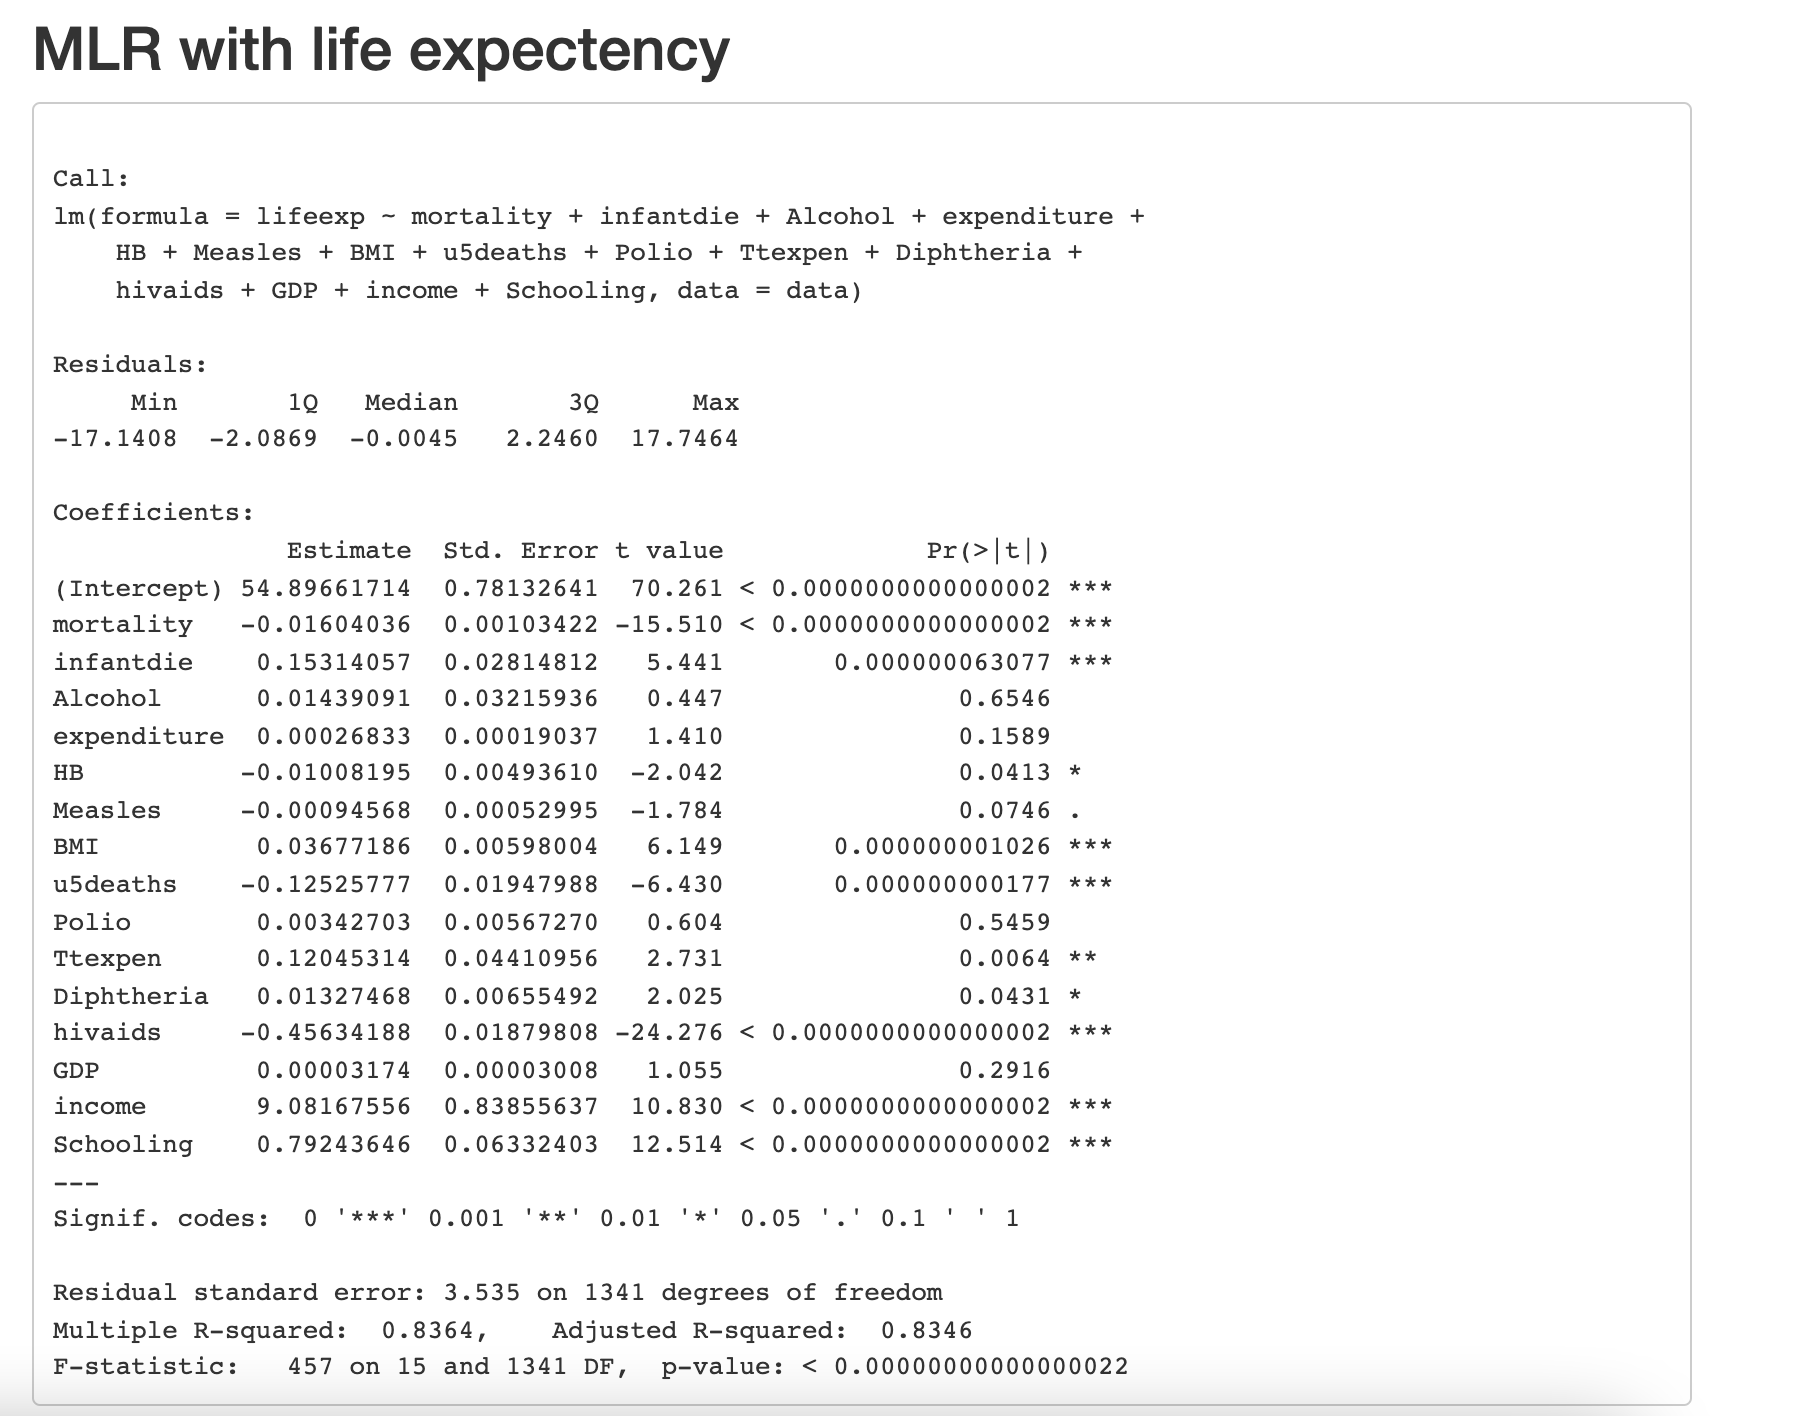 MLR with life expectency
Call:
lm(formula = lifeexp ~ mortality + infantdie + Alcohol + expenditure +
    HB + Measles + BMI + u5deaths + Polio + Ttexpen + Diphtheria +
    hivaids + GDP + income + Schooling, data = data)
Residuals:
     Min       1Q   Median       3Q      Max
-17.1408  -2.0869  -0.0045   2.2460  17.7464
Coefficients:
               Estimate  Std. Error t value             Pr(>|t|)
(Intercept) 54.89661714  0.78132641  70.261 < 0.0000000000000002 ***
mortality   -0.01604036  0.00103422 -15.510 < 0.0000000000000002 ***
infantdie    0.15314057  0.02814812   5.441       0.000000063077 ***
Alcohol      0.01439091  0.03215936   0.447               0.6546
expenditure  0.00026833  0.00019037   1.410               0.1589
HB          -0.01008195  0.00493610  -2.042               0.0413 *
Measles     -0.00094568  0.00052995  -1.784               0.0746 .
BMI          0.03677186  0.00598004   6.149       0.000000001026 ***
u5deaths    -0.12525777  0.01947988  -6.430       0.000000000177 ***
Polio        0.00342703  0.00567270   0.604               0.5459
Ttexpen      0.12045314  0.04410956   2.731               0.0064 **
Diphtheria   0.01327468  0.00655492   2.025               0.0431 *
hivaids     -0.45634188  0.01879808 -24.276 < 0.0000000000000002 ***
GDP          0.00003174  0.00003008   1.055               0.2916
income       9.08167556  0.83855637  10.830 < 0.0000000000000002 ***
Schooling    0.79243646  0.06332403  12.514 < 0.0000000000000002 ***
---
Signif. codes:  0 '***' 0.001 '**' 0.01 '*' 0.05 '.' 0.1 ' ' 1
Residual standard error: 3.535 on 1341 degrees of freedom
Multiple R-squared:  0.8364,    Adjusted R-squared:  0.8346
F-statistic:   457 on 15 and 1341 DF,  p-value: < 0.00000000000000022